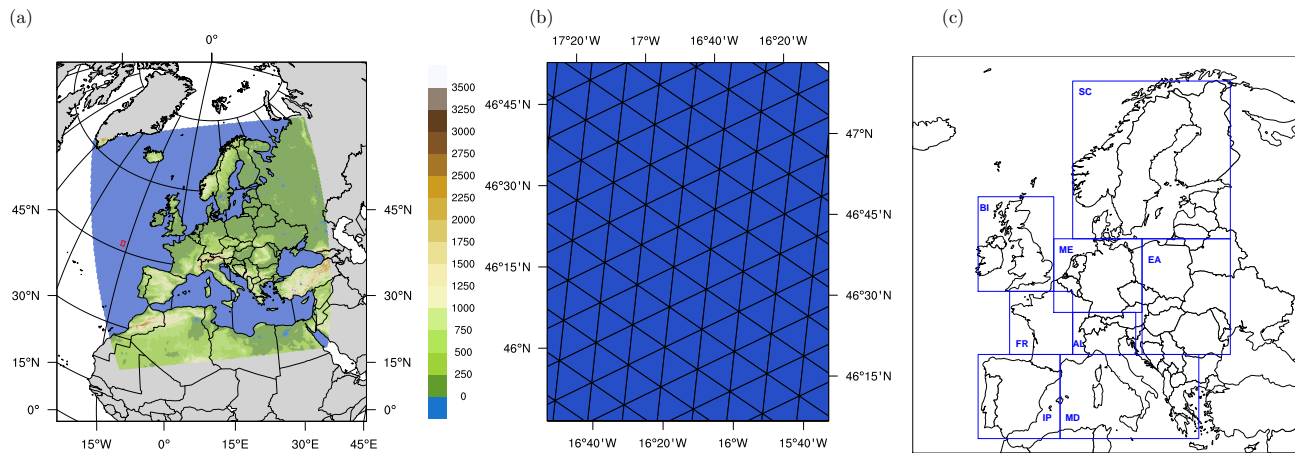 (a)
(b)
(c)
0°
45°N
30°N
15°N
0°
15°W
0°
15°E
30°E
45°E
3500
3250
3000
2750
2500
2250
2000
1750
1500
1250
1000
750
500
250
0
17°20'W
17°W
16°40'W
16°20'W
46°45'N
46°30'N
46°15'N
46°N
47°N
46°45'N
46°30'N
46°15'N
16°40'W
16°20'W
16°W
15°40'W
45°N
30°N
15°N
0°
SC
BI
ME
EA
FR
AL
IP
MD